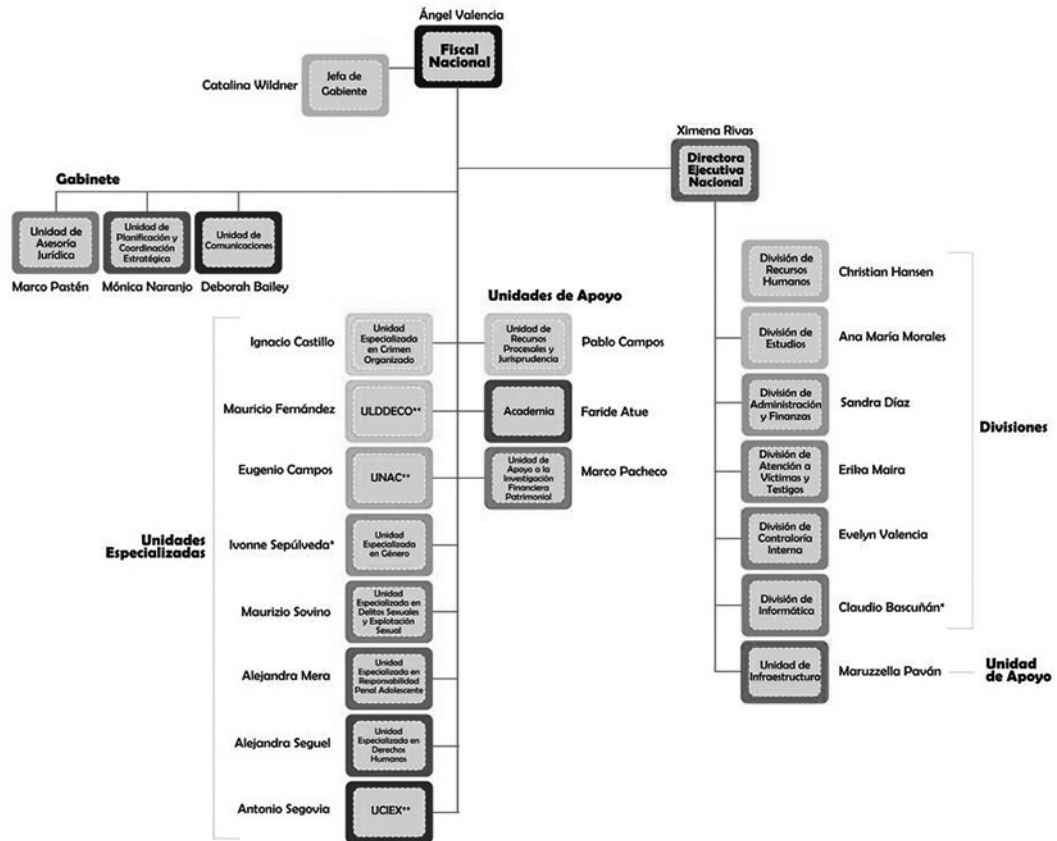 Ángel Valencia
Fiscal
Nacional
Catalina Wildner
Jefa de
Gabiente
Ximena Rivas
Directora
Ejecutiva
Nacional
Gabinete
Unidad de
Asesoría
Jurídica
Marco Pastén
Unidad de
Planificación y
Coordinación
Estratégica
Mónica Naranjo
Unidad de
Comunicaciones
Deborah Bailey
Unidades
Especializadas
Ignacio Castillo
Unidad
Especializada
en Crimen
Organizado
Mauricio Fernández
ULDDECO**
Eugenio Campos
UNAC**
Ivonne Sepúlveda*
Unidad
Especializada
en Género
Maurizio Sovino
Unidad
Especializada en
Delitos Sexuales
y Explotación
Sexual
Alejandra Mera
Unidad
Especializada en
Responsabilidad
Penal Adolescente
Alejandra Seguel
Unidad
Especializada en
Derechos
Humanos
Antonio Segovia
UCIEX**
Unidades de Apoyo
Unidad de
Recursos
Procesales y
Jurisprudencia
Pablo Campos
Academia
Faride Atue
Unidad de
Apoyo a la
Investigación
Financiera
Patrimonial
Marco Pacheco
División de
Recursos
Humanos
Christian Hansen
División de
Estudios
Ana María Morales
División de
Administración
y Finanzas
Sandra Díaz
División de
Atención a
Víctimas y
Testigos
Erika Maira
División de
Contraloría
Interna
Evelyn Valencia
División de
Informática
Claudio Bascuñán*
Divisiones
Unidad de
Infraestructura
Maruzzella Paván
Unidad
de Apoyo